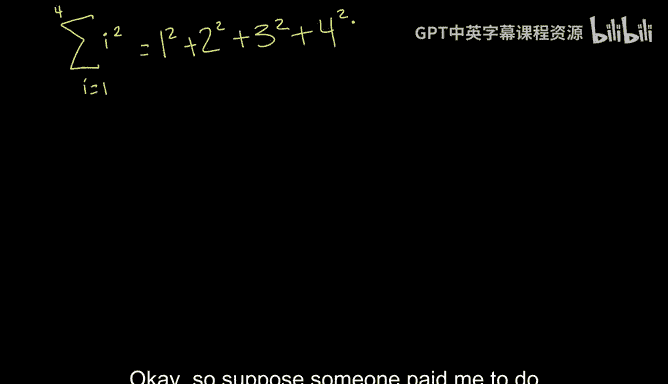 4
∑ i² = 1² + 2² + 3² + 4².
i=1
GPT中英字幕课程资源 bilibili
Okay, so suppose someone paid me to do